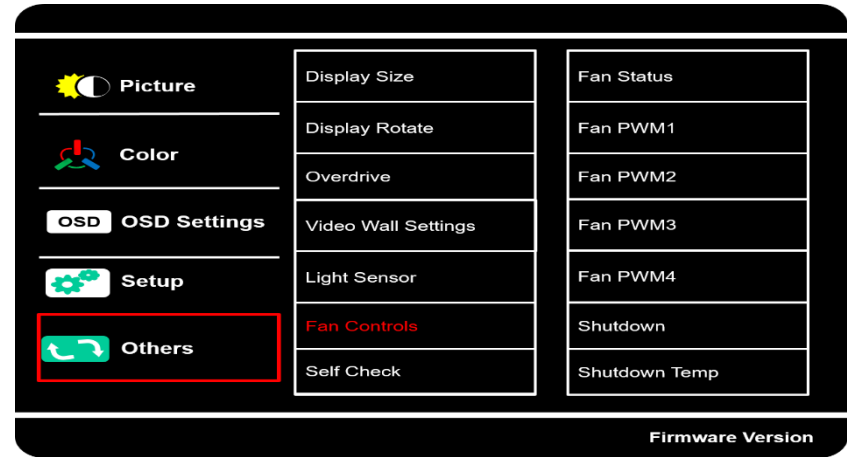 Picture
Color
OSD OSD Settings
Setup
Others
Display Size
Display Rotate
Overdrive
Video Wall Settings
Light Sensor
Fan Controls
Self Check
Fan Status
Fan PWM1
Fan PWM2
Fan PWM3
Fan PWM4
Shutdown
Shutdown Temp
Firmware Version